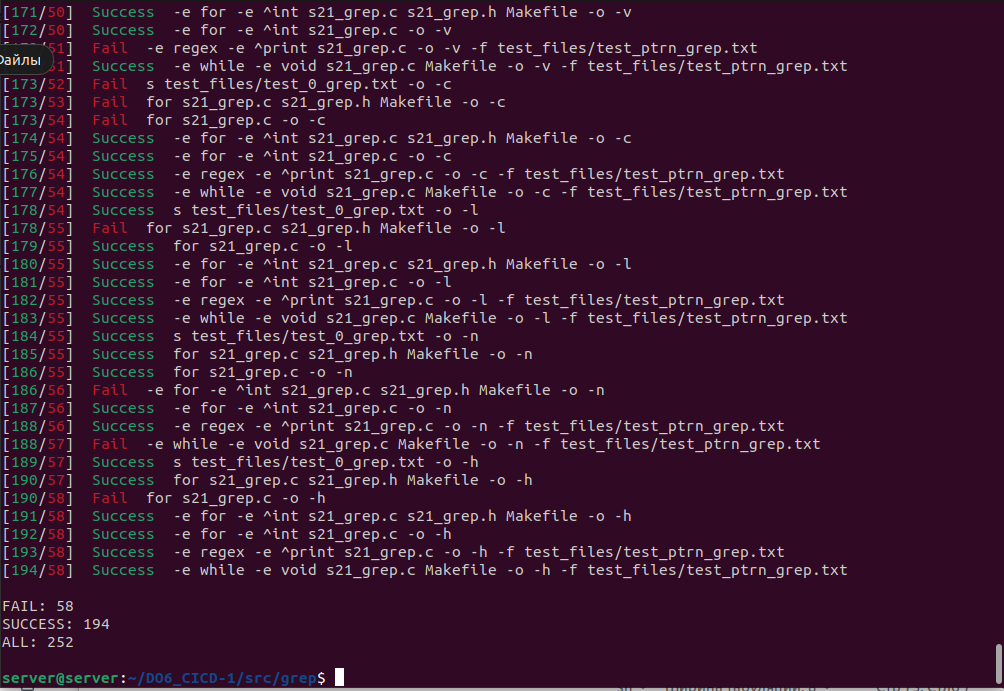 [171/50]  Success  -e for -e ^int s21_grep.c s21_grep.h Makefile -o -v
[172/50]  Success  -e for -e ^int s21_grep.c -o -v
51]  Fail  -e regex -e ^print s21_grep.c -o -v -f test_files/test_ptrn_grep.txt
Файлы 51]  Success  -e while -e void s21_grep.c Makefile -o -v -f test_files/test_ptrn_grep.txt
[173/52]  Fail  s test_files/test_0_grep.txt -o -c
[173/53]  Fail  for s21_grep.c s21_grep.h Makefile -o -c
[173/54]  Fail  for s21_grep.c -o -c
[174/54]  Success  -e for -e ^int s21_grep.c s21_grep.h Makefile -o -c
[175/54]  Success  -e for -e ^int s21_grep.c -o -c
[176/54]  Success  -e regex -e ^print s21_grep.c -o -c -f test_files/test_ptrn_grep.txt
[177/54]  Success  -e while -e void s21_grep.c Makefile -o -c -f test_files/test_ptrn_grep.txt
[178/54]  Success  s test_files/test_0_grep.txt -o -l
[178/55]  Fail  for s21_grep.c s21_grep.h Makefile -o -l
[179/55]  Success  for s21_grep.c -o -l
[180/55]  Success  -e for -e ^int s21_grep.c s21_grep.h Makefile -o -l
[181/55]  Success  -e for -e ^int s21_grep.c -o -l
[182/55]  Success  -e regex -e ^print s21_grep.c -o -l -f test_files/test_ptrn_grep.txt
[183/55]  Success  -e while -e void s21_grep.c Makefile -o -l -f test_files/test_ptrn_grep.txt
[184/55]  Success  s test_files/test_0_grep.txt -o -n
[185/55]  Success  for s21_grep.c s21_grep.h Makefile -o -n
[186/55]  Success  for s21_grep.c -o -n
[186/56]  Fail  -e for -e ^int s21_grep.c s21_grep.h Makefile -o -n
[187/56]  Success  -e for -e ^int s21_grep.c -o -n
[188/56]  Success  -e regex -e ^print s21_grep.c -o -n -f test_files/test_ptrn_grep.txt
[188/57]  Fail  -e while -e void s21_grep.c Makefile -o -n -f test_files/test_ptrn_grep.txt
[189/57]  Success  s test_files/test_0_grep.txt -o -h
[190/57]  Success  for s21_grep.c s21_grep.h Makefile -o -h
[190/58]  Fail  for s21_grep.c -o -h
[191/58]  Success  -e for -e ^int s21_grep.c s21_grep.h Makefile -o -h
[192/58]  Success  -e for -e ^int s21_grep.c -o -h
[193/58]  Success  -e regex -e ^print s21_grep.c -o -h -f test_files/test_ptrn_grep.txt
[194/58]  Success  -e while -e void s21_grep.c Makefile -o -h -f test_files/test_ptrn_grep.txt
FAIL: 58
SUCCESS: 194
ALL: 252
server@server:~/DO6_CICD-1/src/grep$